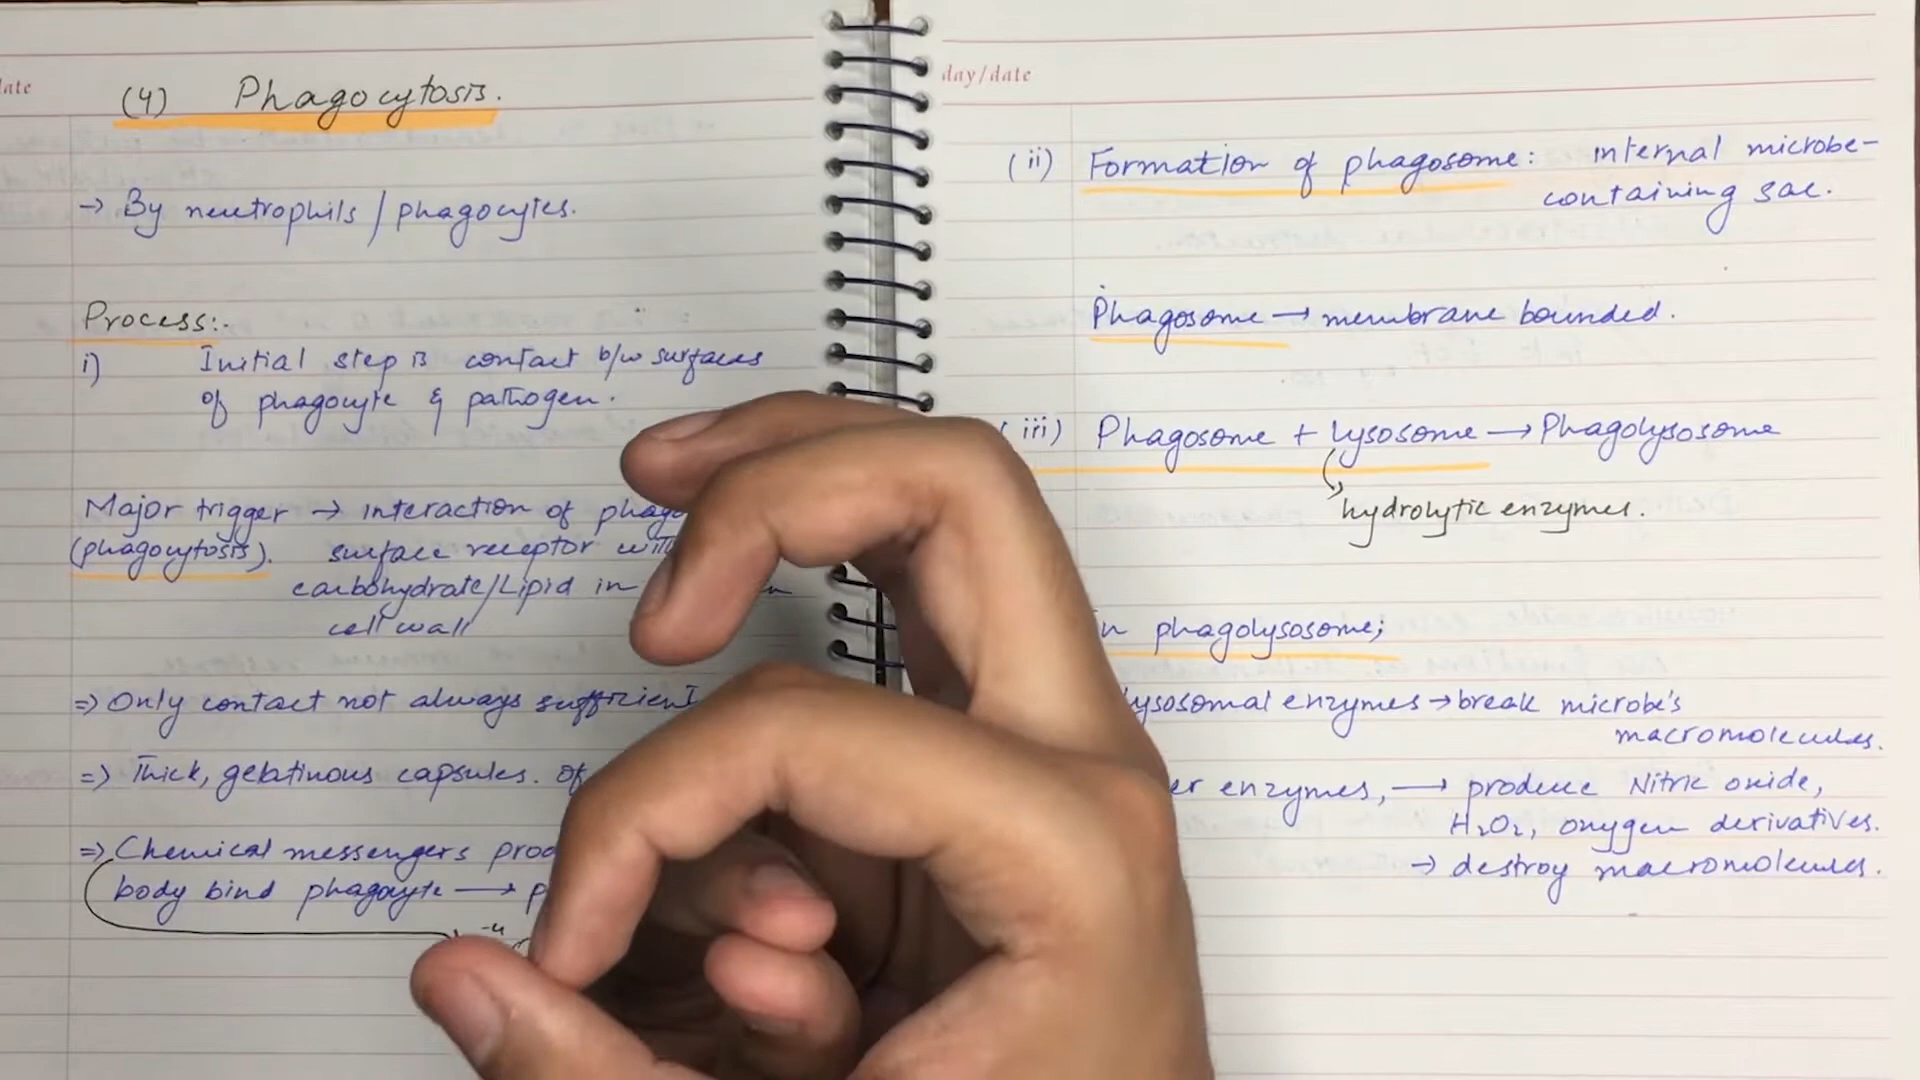 (4) Phagocytosis.
→ By neutrophils / phagocytes.
Process:.
i) Initial step is contact b/w surfaces
of phagocyte & pathogen.
Major trigger → interaction of
(phagocytosis). surface receptor
carbohydrate/Lipid in
cell wall
⇒ Only contact not always sufficient
⇒ Thick, gelatinous capsules. of
⇒ Chemical messengers
body bind phagocyte →
day/date
(ii) Formation of phagosome: internal microbe-
containing sac.
Phagosome → membrane bounded.
(iii) Phagosome + lysosome → Phagolysosome
hydrolytic enzymes.
phagolysosome;
lysosomal enzymes → break microbe's
macromolecules.
enzymes, → produce Nitric oxide,
H₂O₂, oxygen derivatives.
→ destroy macromolecules.